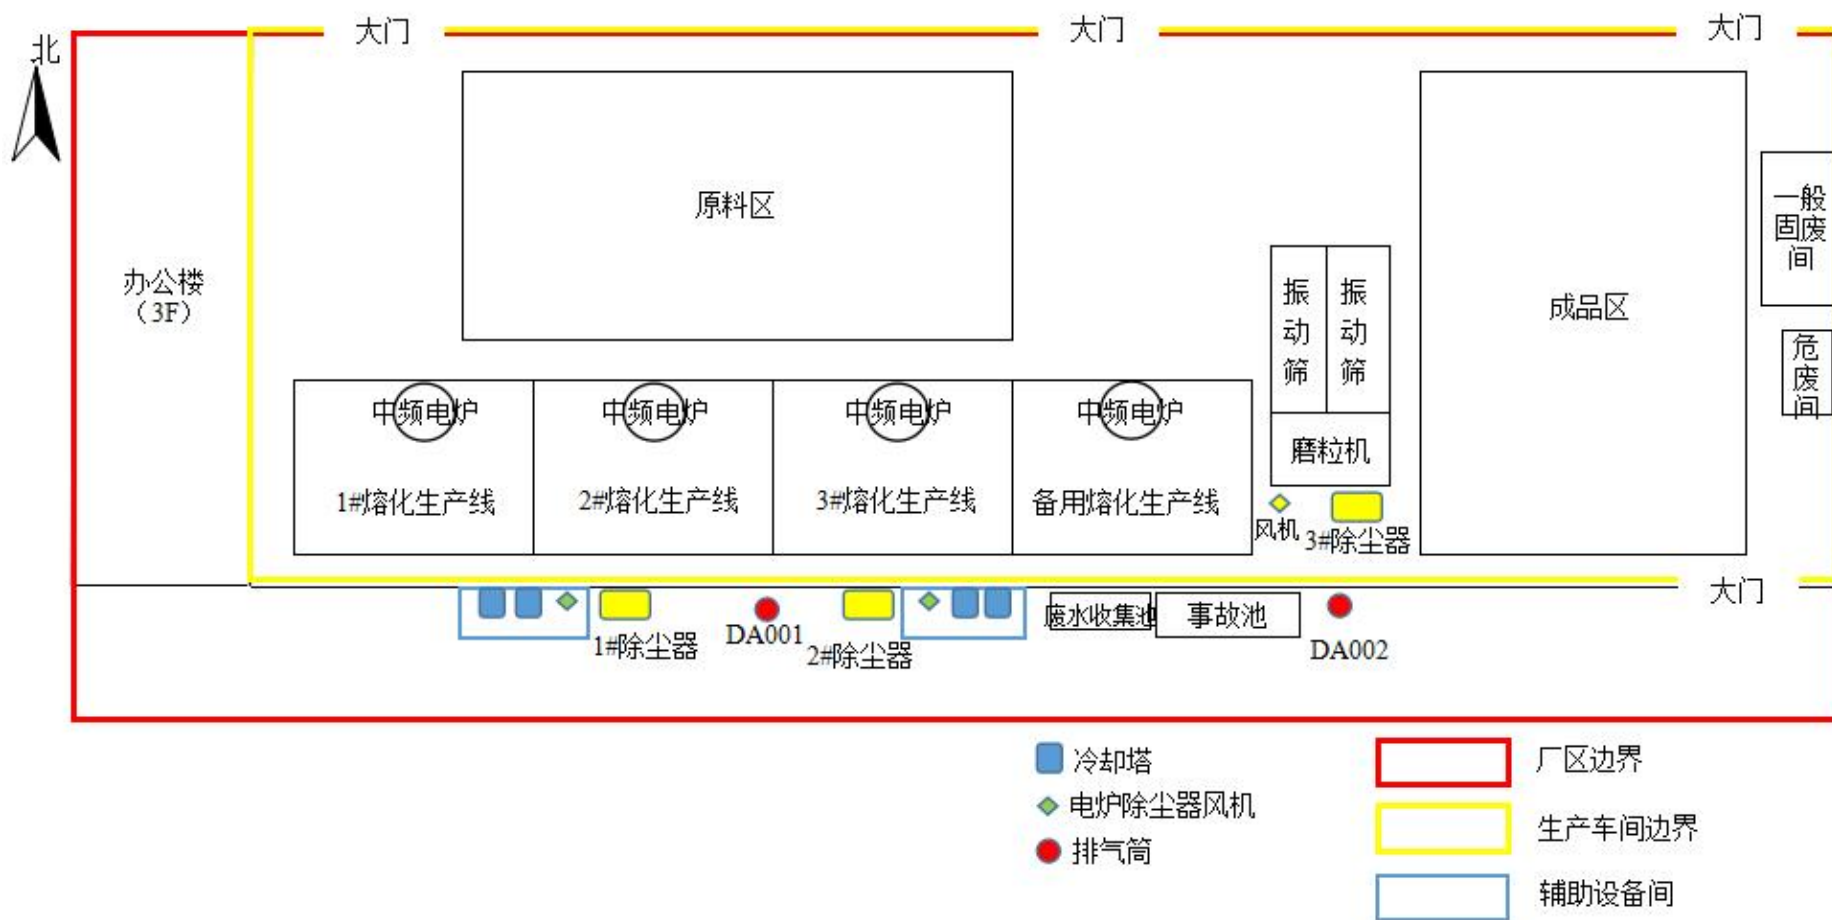 大门
大门
大门
北
原料区
一般
固废
间
办公楼
（3F）
振动筛
振动筛
成品区
危废间
中频电炉
中频电炉
中频电炉
中频电炉
磨粒机
1#熔化生产线
2#熔化生产线
3#熔化生产线
备用熔化生产线
风机
3#除尘器
大门
废水收集池
事故池
1#除尘器
DA001
2#除尘器
DA002
冷却塔
厂区边界
电炉除尘器风机
生产车间边界
排气筒
辅助设备间